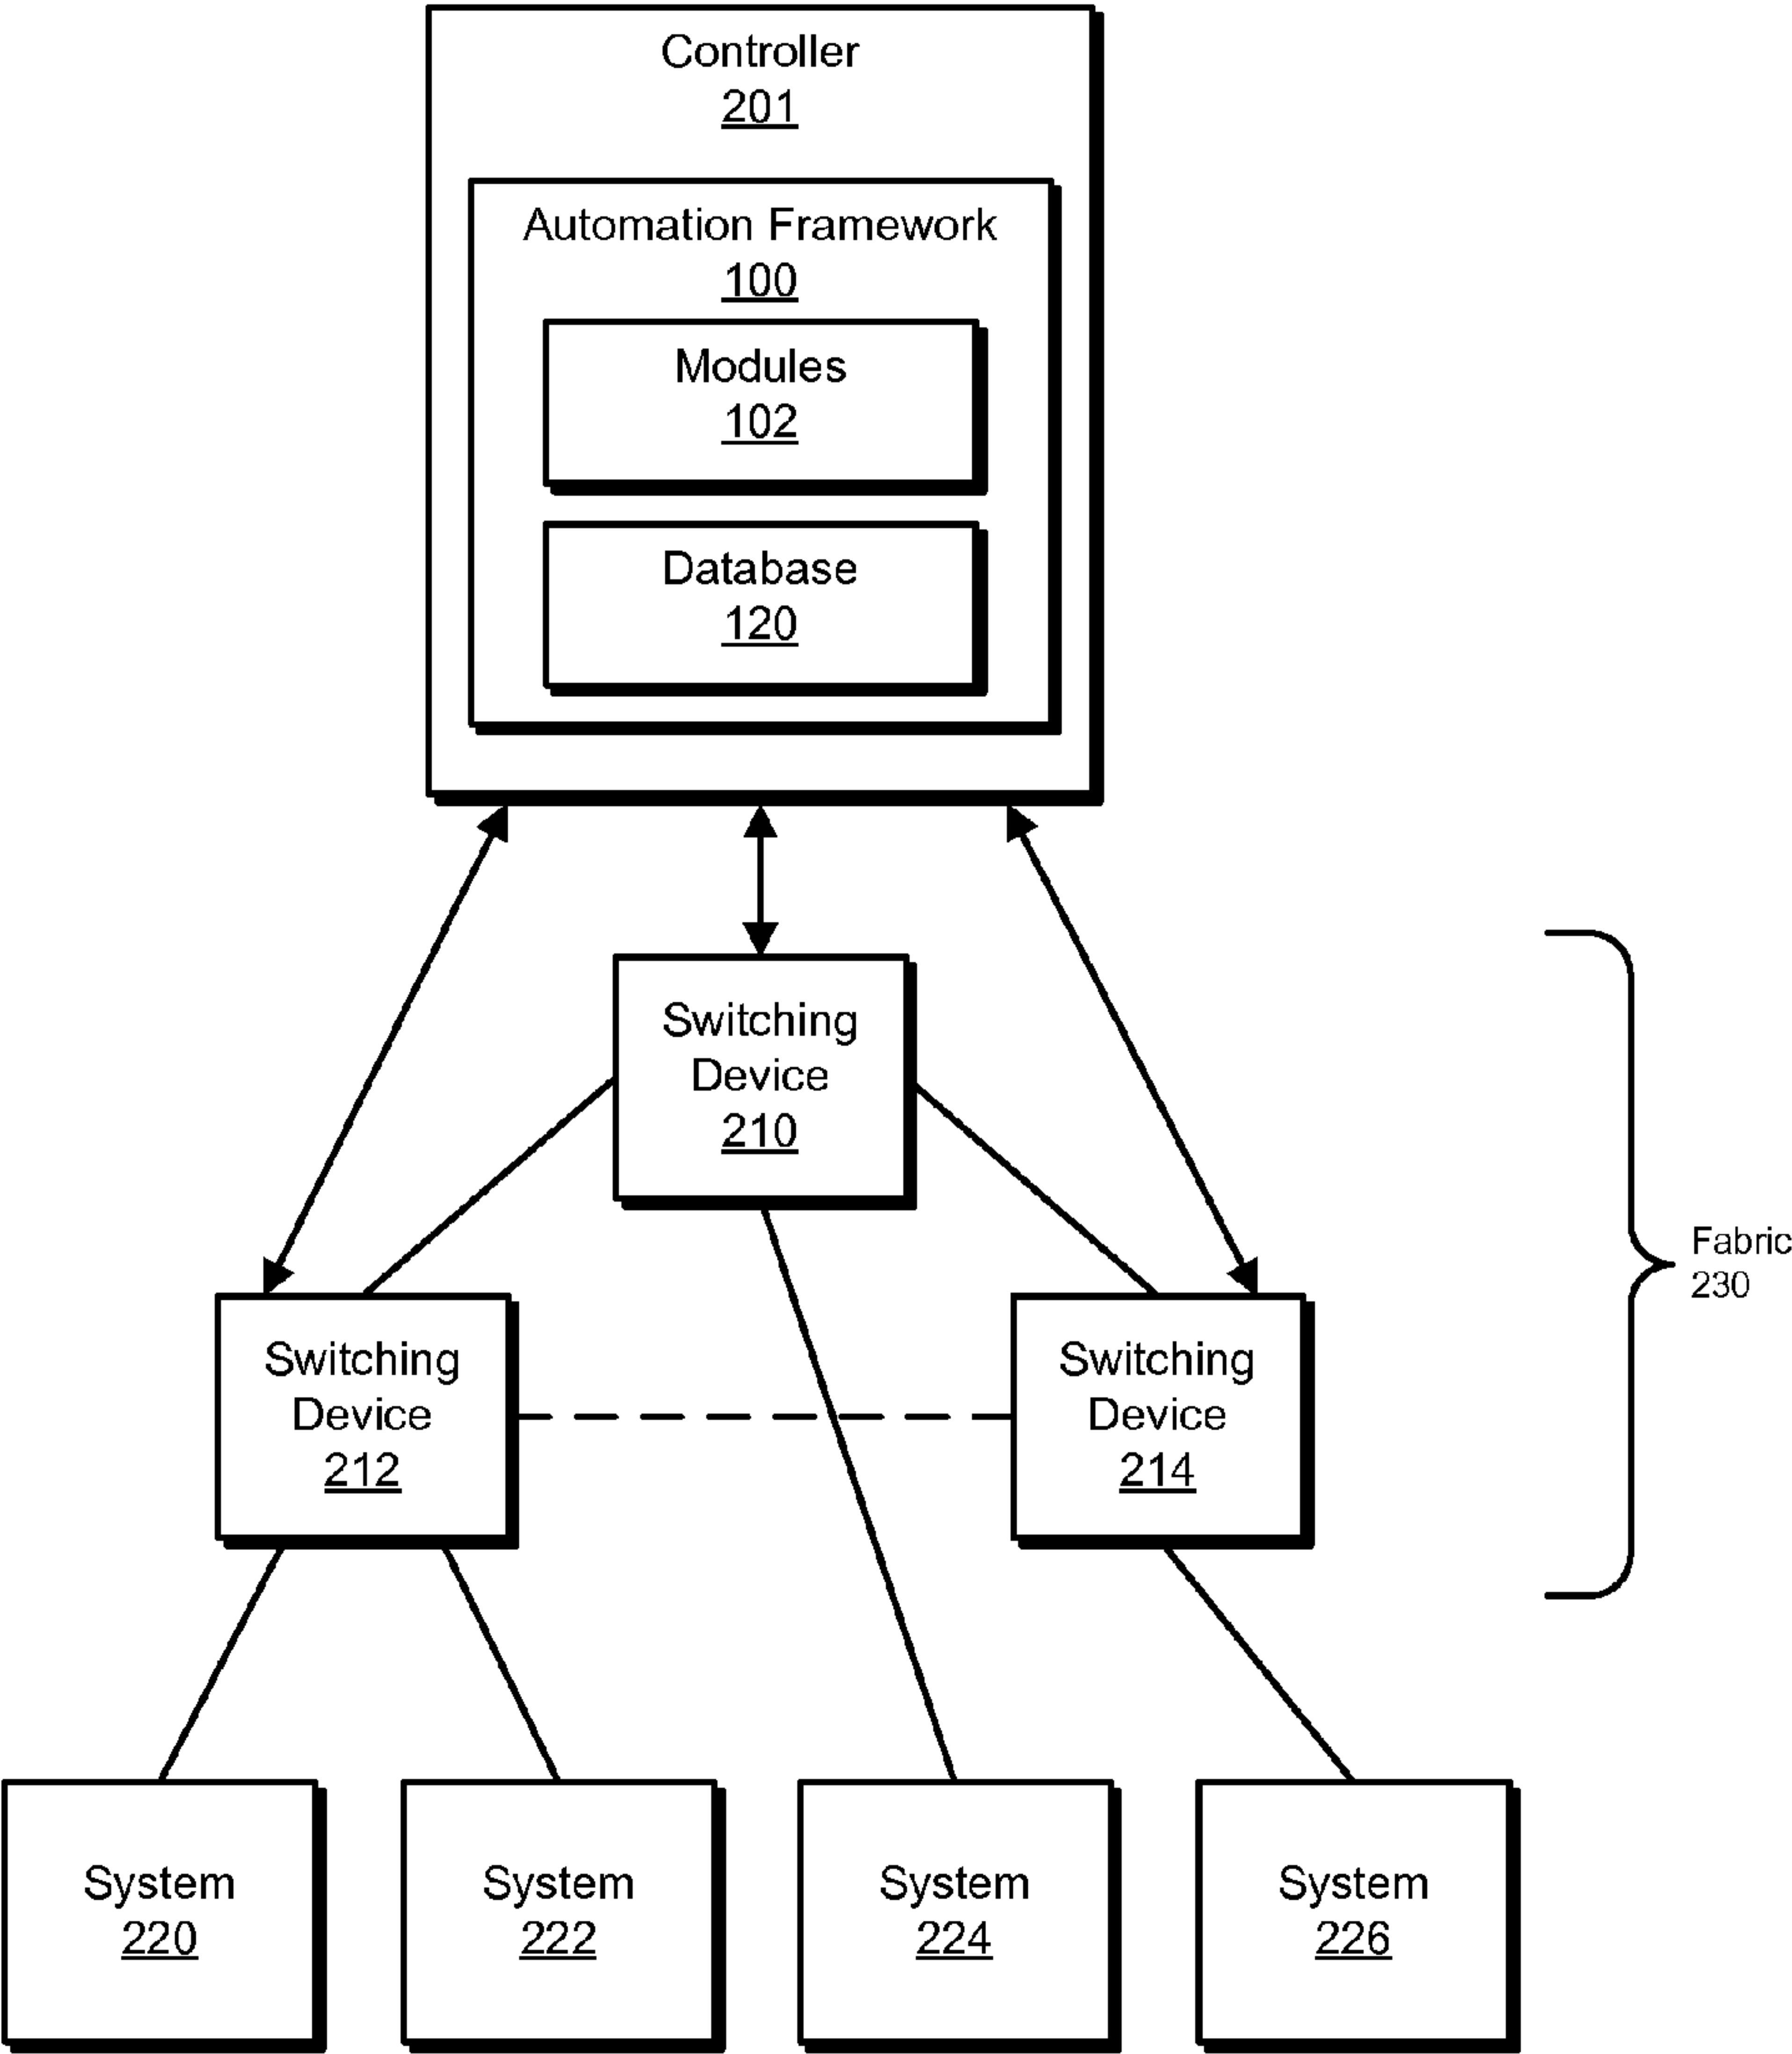 Controller
201
Automation Framework
100
Modules
102
Database
120
Switching
Device
210
Fabric
230
Switching
Device
212
Switching
Device
214
System
220
System
222
System
224
System
226